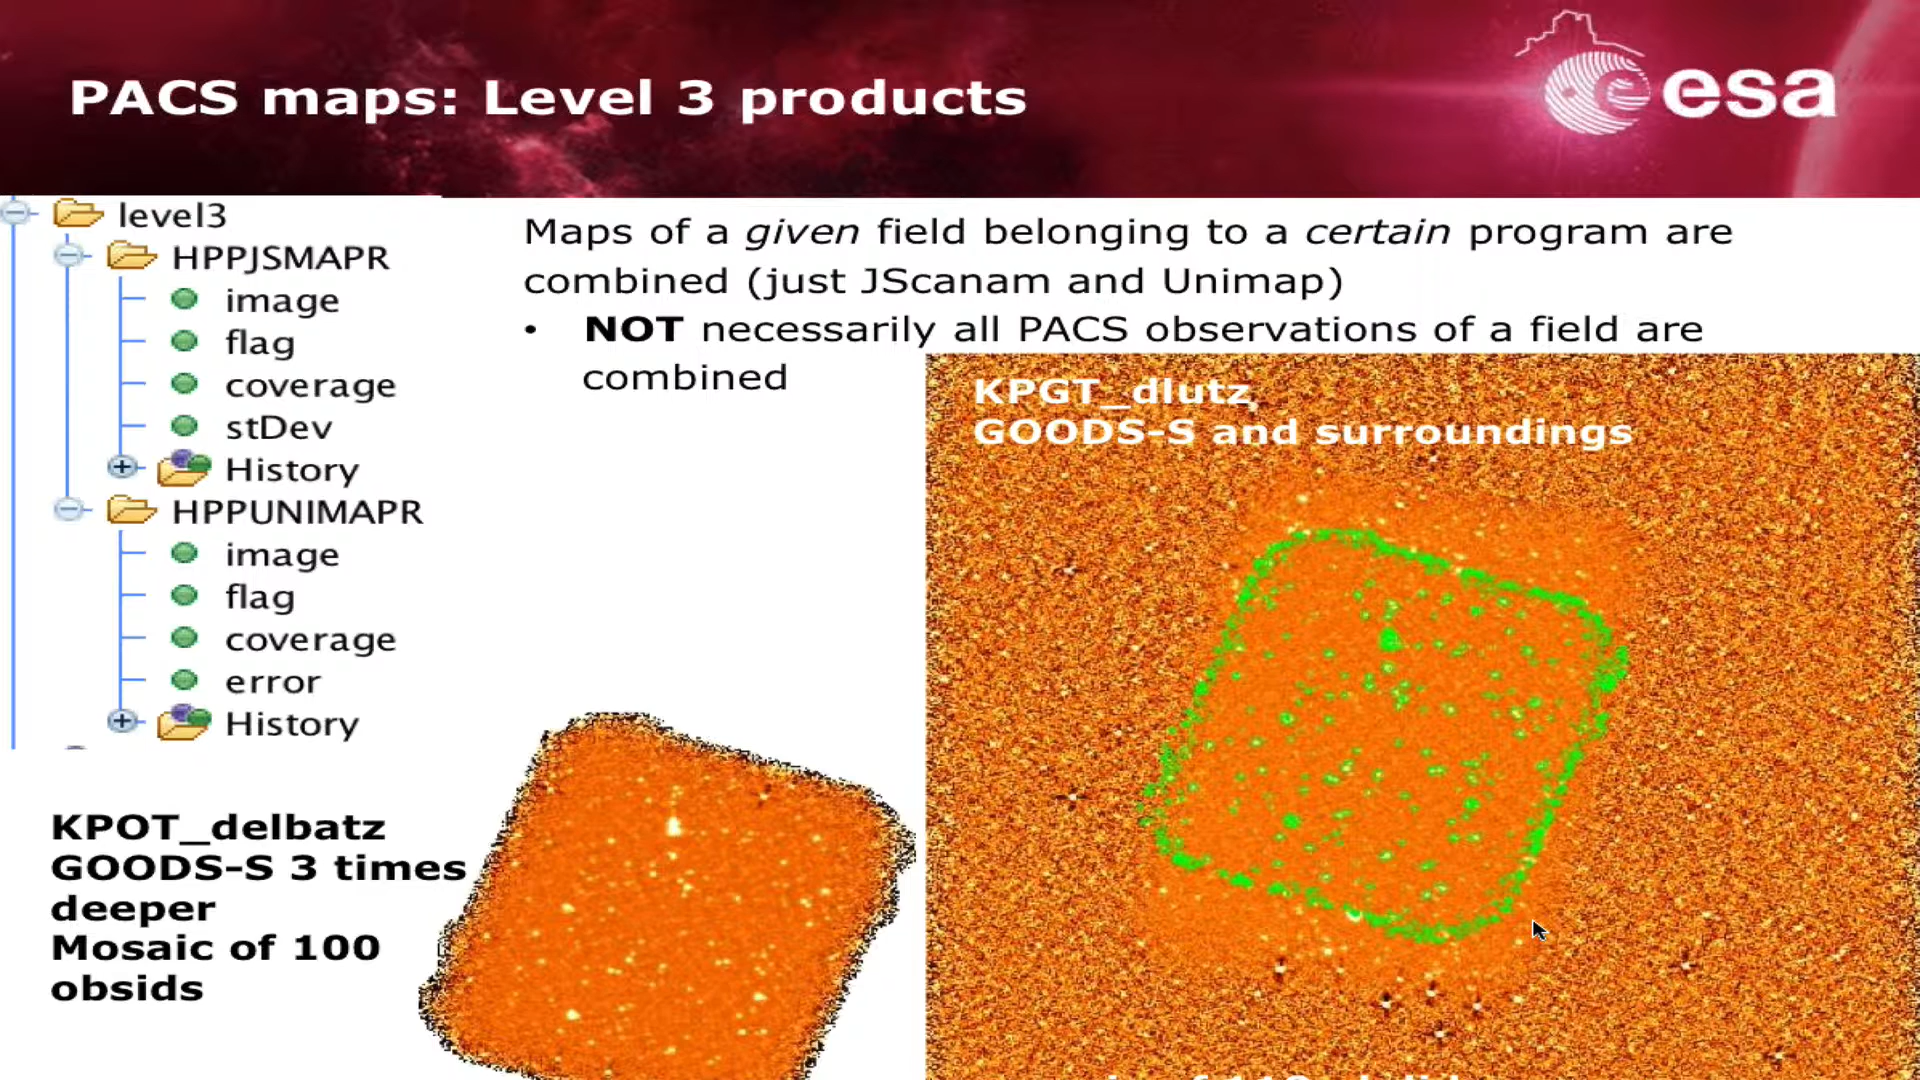 PACS maps: Level 3 products
esa
level3
HPPJSMAPR
image
flag
coverage
stDev
History
HPPUNIMAPR
image
flag
coverage
error
History
Maps of a given field belonging to a certain program are
combined (just JScanam and Unimap)
• NOT necessarily all PACS observations of a field are
combined
KPGT_dlutz
GOODS-S and surroundings
KPOT_delbatz
GOODS-S 3 times
deeper
Mosaic of 100
obsids